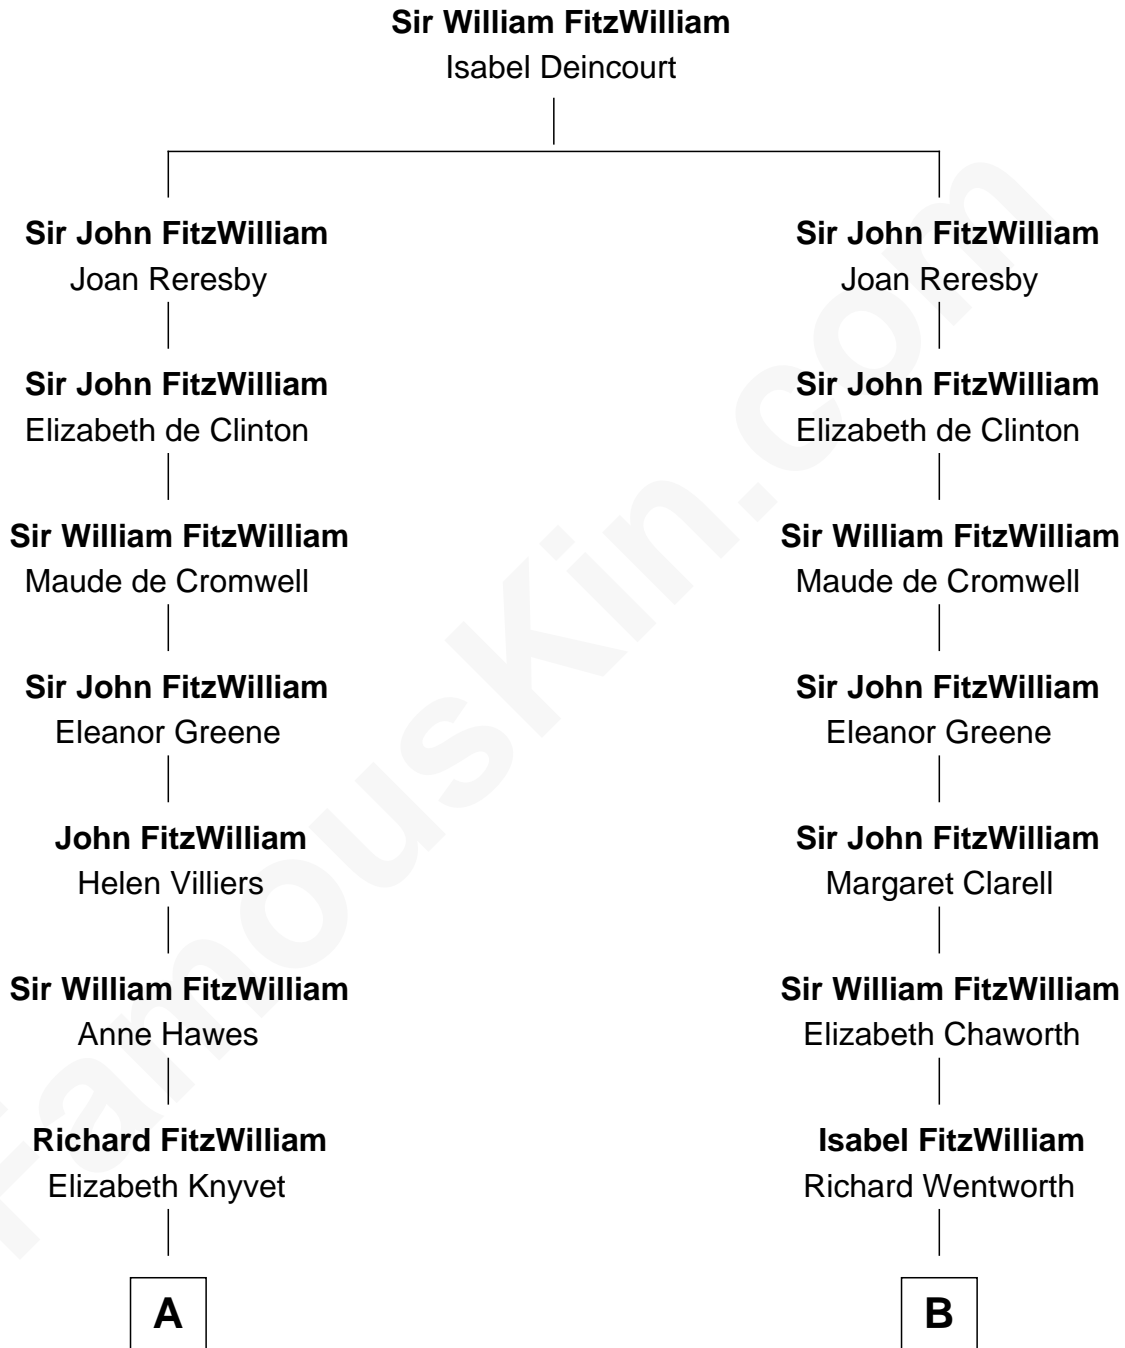 Sir William FitzWilliam
Isabel Deincourt
Sir John FitzWilliam
Joan Reresby
Sir John FitzWilliam
Joan Reresby
Sir John FitzWilliam
Elizabeth de Clinton
Sir John FitzWilliam
Elizabeth de Clinton
Sir William FitzWilliam
Maude de Cromwell
Sir William FitzWilliam
Maude de Cromwell
Sir John FitzWilliam
Eleanor Greene
Sir John FitzWilliam
Eleanor Greene
John FitzWilliam
Helen Villiers
Sir John FitzWilliam
Margaret Clarell
Sir William FitzWilliam
Anne Hawes
Sir William FitzWilliam
Elizabeth Chaworth
Richard FitzWilliam
Elizabeth Knyvet
Isabel FitzWilliam
Richard Wentworth
A
B
FamousKin.com